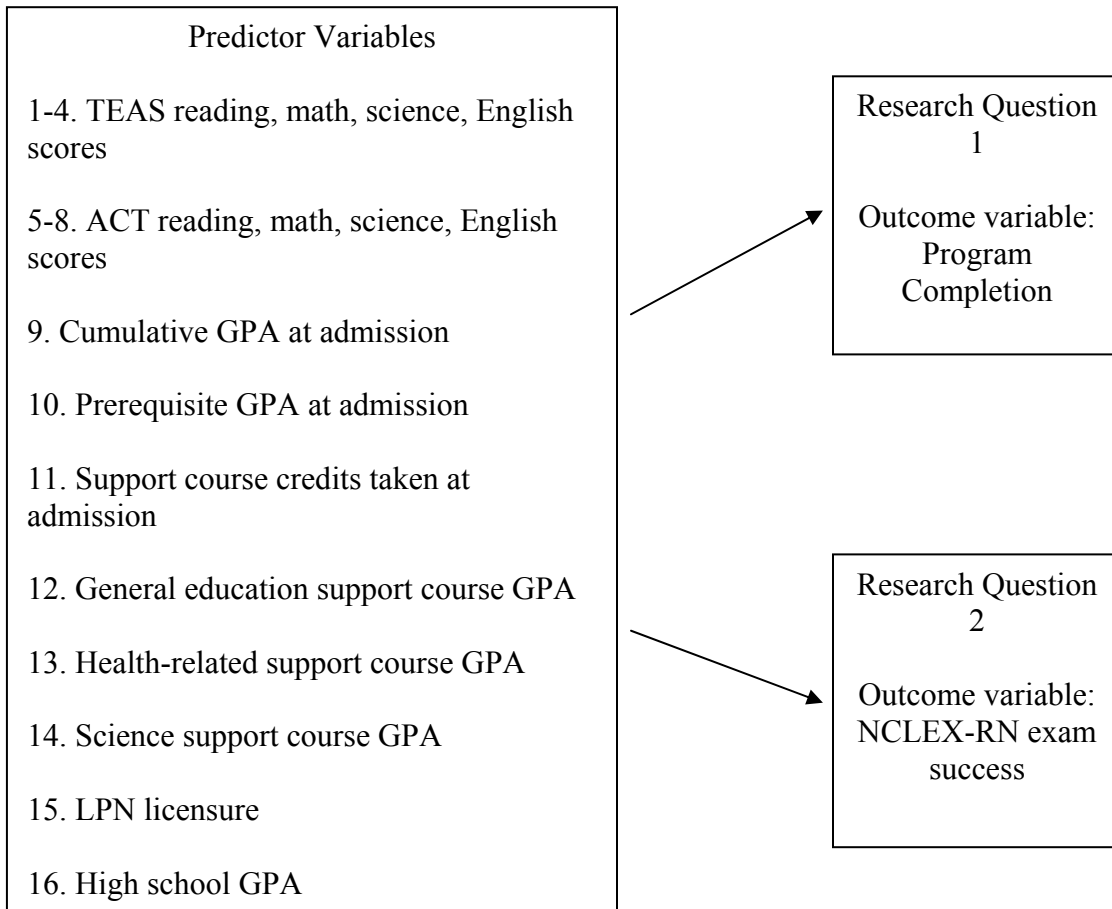 Predictor Variables
1-4. TEAS reading, math, science, English
scores
5-8. ACT reading, math, science, English
scores
9. Cumulative GPA at admission
10. Prerequisite GPA at admission
11. Support course credits taken at
admission
12. General education support course GPA
13. Health-related support course GPA
14. Science support course GPA
15. LPN licensure
16. High school GPA
Research Question
1
Outcome variable:
Program
Completion
Research Question
2
Outcome variable:
NCLEX-RN exam
success